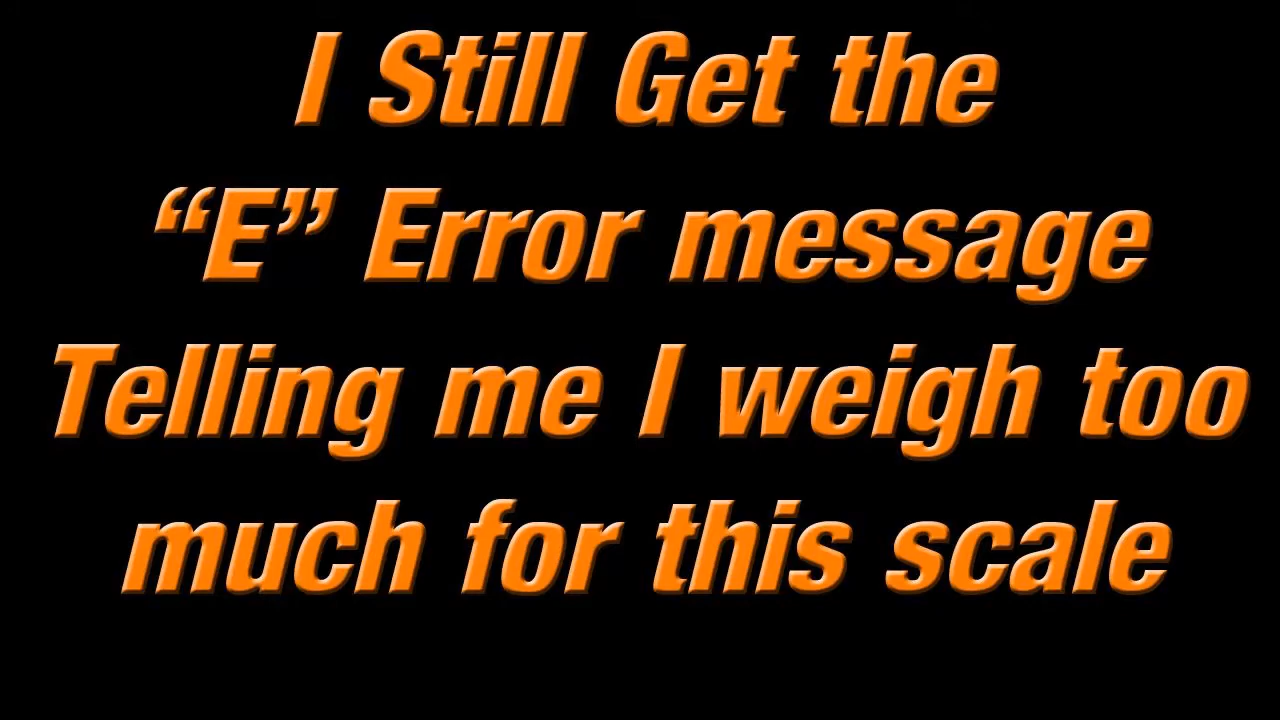 I Still Get the
“E” Error message
Telling me I weigh too
much for this scale